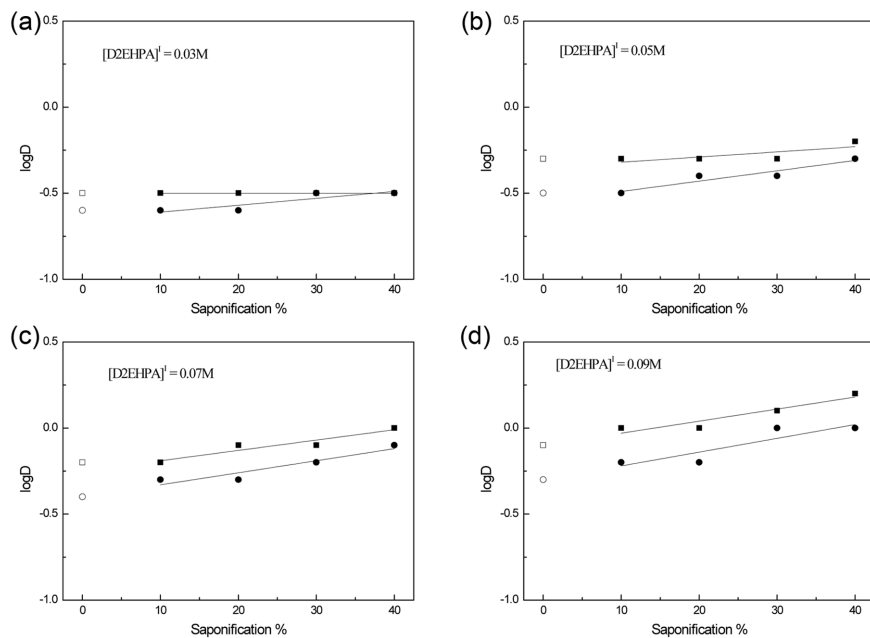 (a)
[D2EHPA]ᴵ = 0.03M
0.5
0.0
-0.5
-1.0
logD
0 10 20 30 40
Saponification %
(b)
[D2EHPA]ᴵ = 0.05M
0.5
0.0
-0.5
-1.0
logD
0 10 20 30 40
Saponification %
(c)
[D2EHPA]ᴵ = 0.07M
0.5
0.0
-0.5
-1.0
logD
0 10 20 30 40
Saponification %
(d)
[D2EHPA]ᴵ = 0.09M
0.5
0.0
-0.5
-1.0
logD
0 10 20 30 40
Saponification %